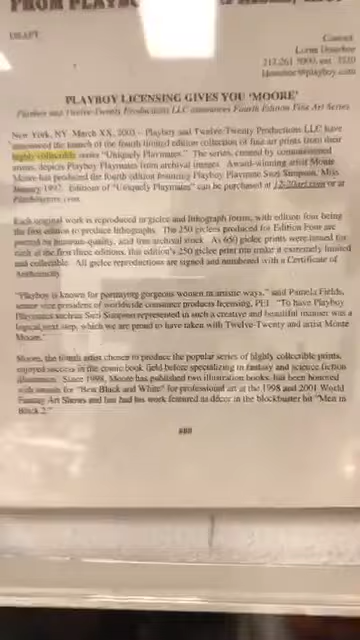 FROM PLAYBOY
DRAFT
Contact
PLAYBOY LICENSING GIVES YOU 'MOORE'
Playboy and Twelve-Twenty Productions LLC announces Fourth Edition Fine Art Series
New York, NY March XX, 2003 – Playboy and Twelve-Twenty Productions LLC have
announced the launch of the fourth limited edition collection of fine art prints from their
highly collectible series "Uniquely Playmates." The series, created by commissioned
artists, depicts Playboy Playmates from archival images. Award-winning artist Monte
Moore has produced the fourth edition featuring Playboy Playmate Suzi Simpson, Miss
January 1992. Editions of "Uniquely Playmates" can be purchased at 12-20art.com or at
Each original work is reproduced in giclee and lithograph forms, with edition four being
the first edition to produce lithographs. The 250 giclees produced for Edition Four are
printed on museum-quality, acid free archival stock. As 650 giclee prints were issued for
each of the first three editions, this edition's 250 giclee print run make it extremely limited
and collectible. All giclee reproductions are signed and numbered with a Certificate of
Authenticity.
"Playboy is known for portraying gorgeous women in artistic ways," said Pamela Fields,
senior vice president of worldwide consumer products licensing, PEI. "To have Playboy
Playmates such as Suzi Simpson represented in such a creative and beautiful manner was a
logical next step, which we are proud to have taken with Twelve-Twenty and artist Monte
Moore."
Moore, the fourth artist chosen to produce the popular series of highly collectible prints,
enjoyed success in the comic book field before specializing in fantasy and science fiction
illustration. Since 1998, Moore has published two illustration books, has been honored
with awards for "Best Black and White" for professional art at the 1998 and 2001 World
Fantasy Art Shows and has had his work featured as décor in the blockbuster hit "Men in
Black 2."
###